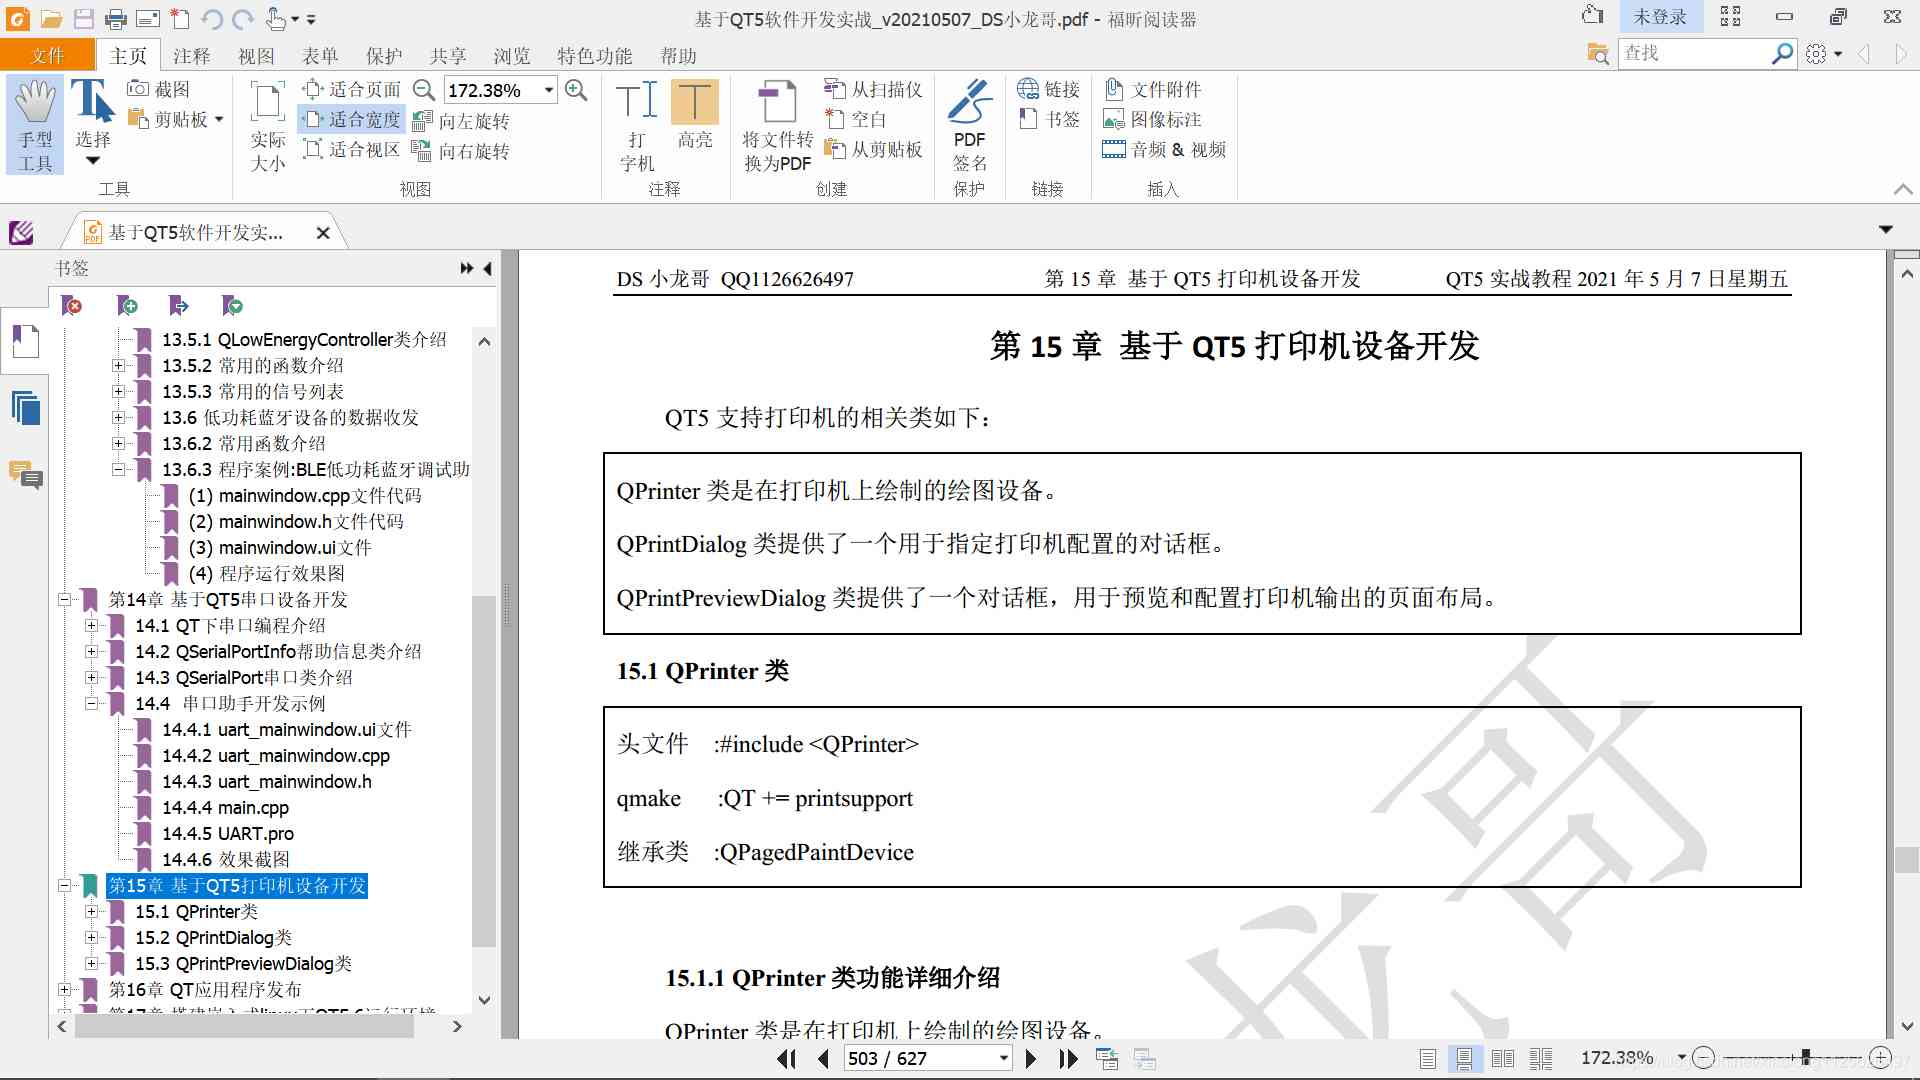 基于QT5软件开发实战_v20210507_DS小龙哥.pdf - 福昕阅读器
未登录
文件 主页 注释 视图 表单 保护 共享 浏览 特色功能 帮助
查找
手型
工具
选择
截图
剪贴板
工具
实际
大小
适合页面
适合宽度
适合视区
172.38%
向左旋转
向右旋转
视图
打
字机
高亮
注释
将文件转
换为PDF
从扫描仪
空白
从剪贴板
创建
PDF
签名
保护
链接
书签
链接
文件附件
图像标注
音频 & 视频
插入
基于QT5软件开发实...
书签
13.5.1 QLowEnergyController类介绍
13.5.2 常用的函数介绍
13.5.3 常用的信号列表
13.6 低功耗蓝牙设备的数据收发
13.6.2 常用函数介绍
13.6.3 程序案例:BLE低功耗蓝牙调试助
(1) mainwindow.cpp文件代码
(2) mainwindow.h文件代码
(3) mainwindow.ui文件
(4) 程序运行效果图
第14章 基于QT5串口设备开发
14.1 QT下串口编程介绍
14.2 QSerialPortInfo帮助信息类介绍
14.3 QSerialPort串口类介绍
14.4 串口助手开发示例
14.4.1 uart_mainwindow.ui文件
14.4.2 uart_mainwindow.cpp
14.4.3 uart_mainwindow.h
14.4.4 main.cpp
14.4.5 UART.pro
14.4.6 效果截图
第15章 基于QT5打印机设备开发
15.1 QPrinter类
15.2 QPrintDialog类
15.3 QPrintPreviewDialog类
第16章 QT应用程序发布
DS 小龙哥 QQ1126626497 第 15 章 基于 QT5 打印机设备开发 QT5 实战教程 2021 年 5 月 7 日星期五
第 15 章 基于 QT5 打印机设备开发
QT5 支持打印机的相关类如下：
QPrinter 类是在打印机上绘制的绘图设备。
QPrintDialog 类提供了一个用于指定打印机配置的对话框。
QPrintPreviewDialog 类提供了一个对话框，用于预览和配置打印机输出的页面布局。
15.1 QPrinter 类
头文件 :#include <QPrinter>
qmake :QT += printsupport
继承类 :QPagedPaintDevice
15.1.1 QPrinter 类功能详细介绍
QPrinter 类是在打印机上绘制的绘图设备。
龙哥
503 / 627
172.38%